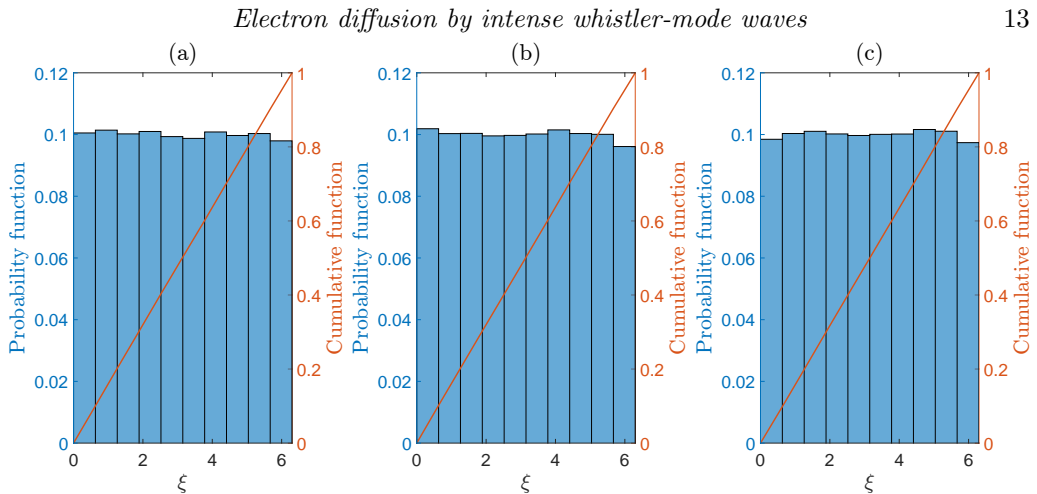 Electron diffusion by intense whistler-mode waves 13
(a) (b) (c)
Probability function
0.12
0.1
0.08
0.06
0.04
0.02
0
Cumulative function
1
0.8
0.6
0.4
0.2
0
0 2 4 6
ξ
Probability function
0.12
0.1
0.08
0.06
0.04
0.02
0
Cumulative function
1
0.8
0.6
0.4
0.2
0
0 2 4 6
ξ
Probability function
0.12
0.1
0.08
0.06
0.04
0.02
0
Cumulative function
1
0.8
0.6
0.4
0.2
0
0 2 4 6
ξ